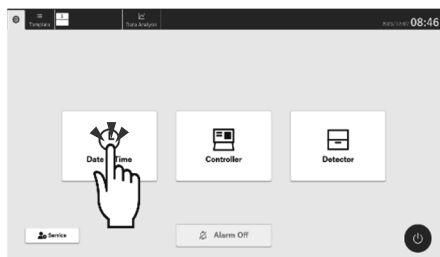 Template
Data Analysis
08:46
Date Time
Controller
Detector
Service
Alarm Off